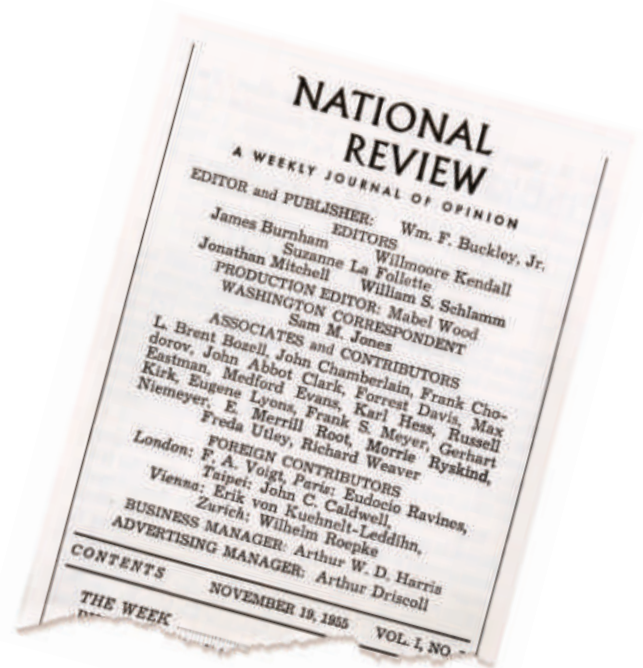 NATIONAL
REVIEW
A WEEKLY JOURNAL OF OPINION
EDITOR and PUBLISHER: Wm. F. Buckley, Jr.
EDITORS
James Burnham Willmoore Kendall
Suzanne La Follette
Jonathan Mitchell William S. Schlamm
PRODUCTION EDITOR: Mabel Wood
WASHINGTON CORRESPONDENT
Sam M. Jones
ASSOCIATES and CONTRIBUTORS
L. Brent Bozell, John Chamberlain, Frank Cho-
dorov, John Abbot Clark, Forrest Davis, Max
Eastman, Medford Evans, Karl Hess, Russell
Kirk, Eugene Lyons, Frank S. Meyer, Gerhart
Niemeyer, E. Merrill Root, Morrie Ryskind,
Freda Utley, Richard Weaver
FOREIGN CONTRIBUTORS
London: F. A. Voigt, Paris: Eudocio Ravines,
Taipei: John C. Caldwell,
Vienna: Erik von Kuehnelt-Leddihn,
Zurich: Wilhelm Roepke
BUSINESS MANAGER: Arthur W. D. Harris
ADVERTISING MANAGER: Arthur Driscoll
CONTENTS NOVEMBER 19, 1955 VOL. I, NO.
THE WEEK